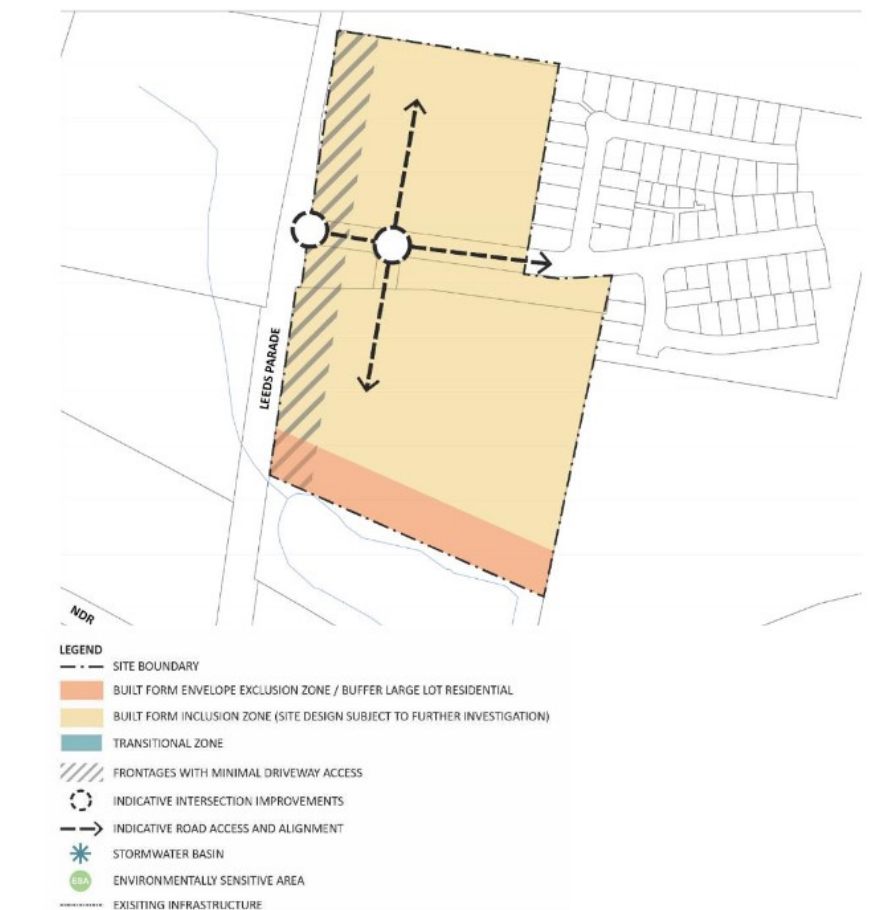 LEEDS PARADE
NDR
LEGEND
SITE BOUNDARY
BUILT FORM ENVELOPE EXCLUSION ZONE / BUFFER LARGE LOT RESIDENTIAL
BUILT FORM INCLUSION ZONE (SITE DESIGN SUBJECT TO FURTHER INVESTIGATION)
TRANSITIONAL ZONE
FRONTAGES WITH MINIMAL DRIVEWAY ACCESS
INDICATIVE INTERSECTION IMPROVEMENTS
INDICATIVE ROAD ACCESS AND ALIGNMENT
STORMWATER BASIN
ESA ENVIRONMENTALLY SENSITIVE AREA
EXISITING INFRASTRUCTURE